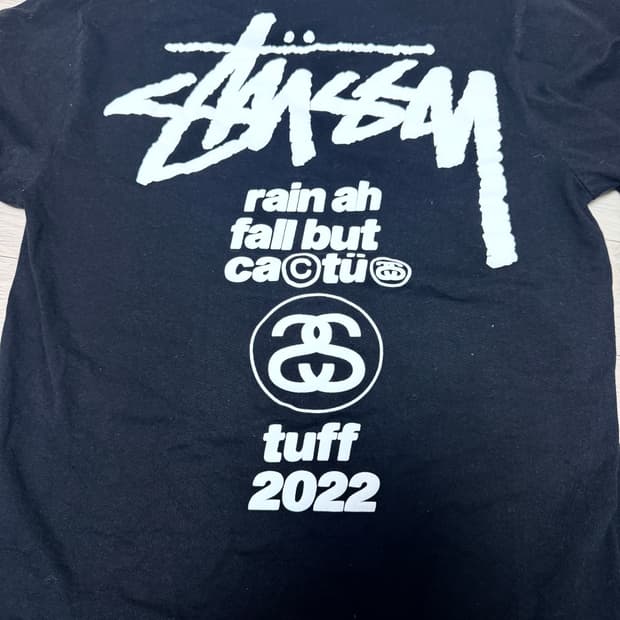 STÜSSY
rain ah
fall but
ca©tü
tuff
2022